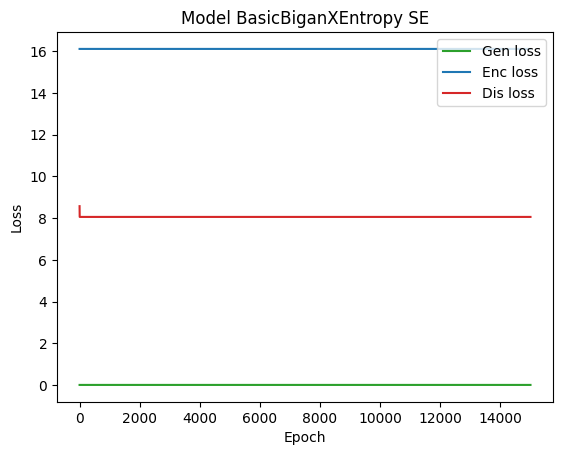 Model BasicBiganXEntropy SE
Gen loss
Enc loss
Dis loss
Loss
16
14
12
10
8
6
4
2
0
0 2000 4000 6000 8000 10000 12000 14000
Epoch